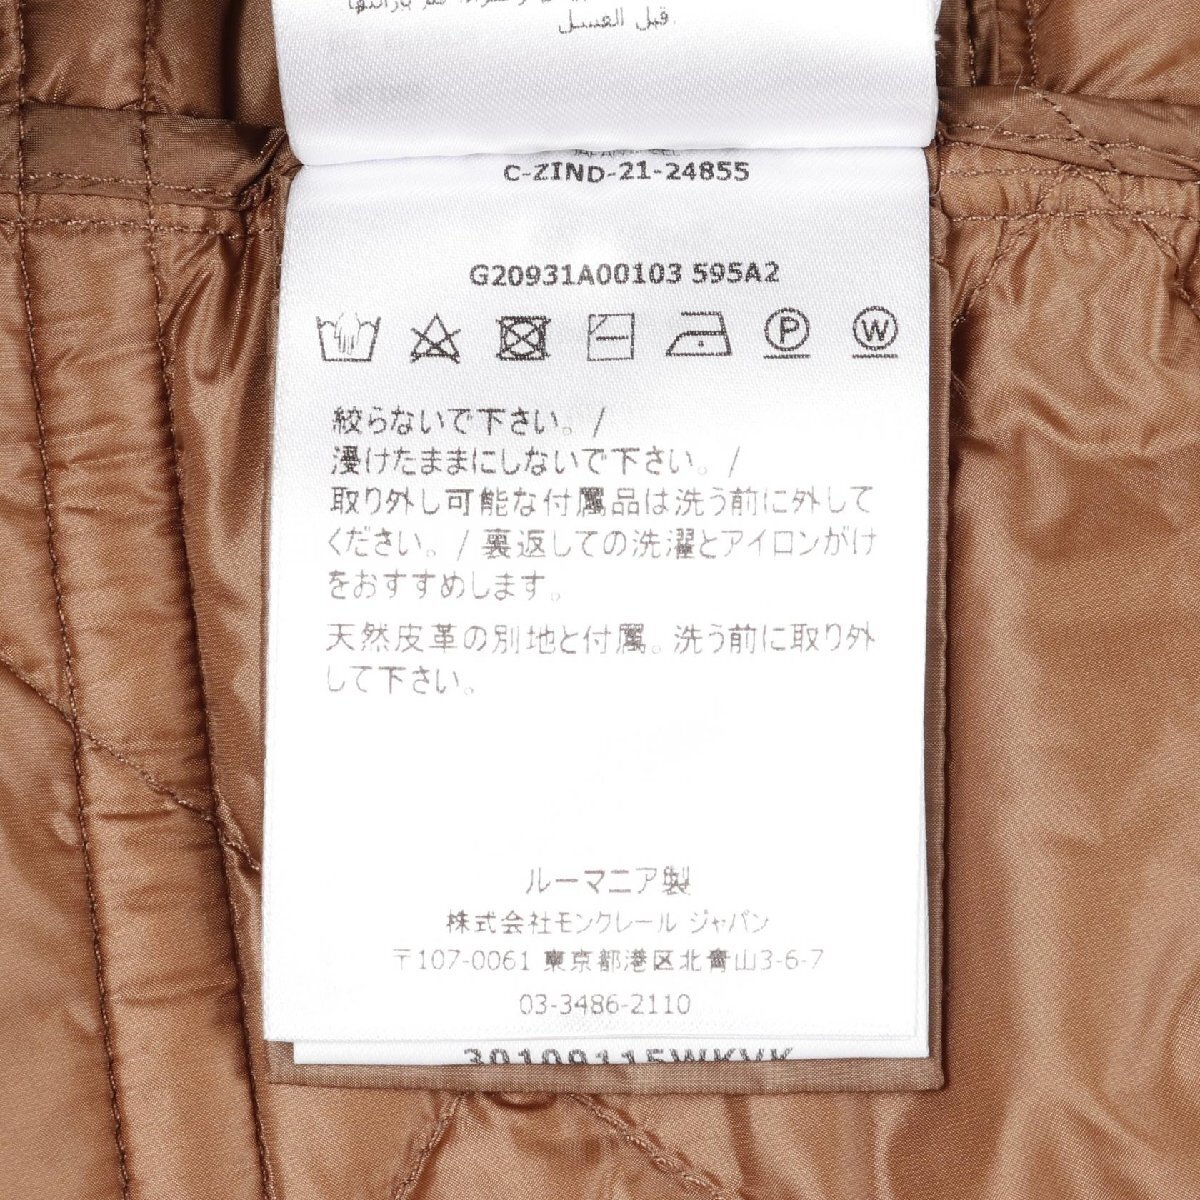 قبل الغسل.
C-ZIND-21-24855
G20931A00103 595A2
P W
絞らないで下さい。/
浸けたままにしないで下さい。/
取り外し可能な付属品は洗う前に外して
ください。/ 裏返しての洗濯とアイロンがけ
をおすすめします。
天然皮革の別地と付属。洗う前に取り外
して下さい。
ルーマニア製
株式会社モンクレール ジャパン
〒107-0061 東京都港区北青山3-6-7
03-3486-2110